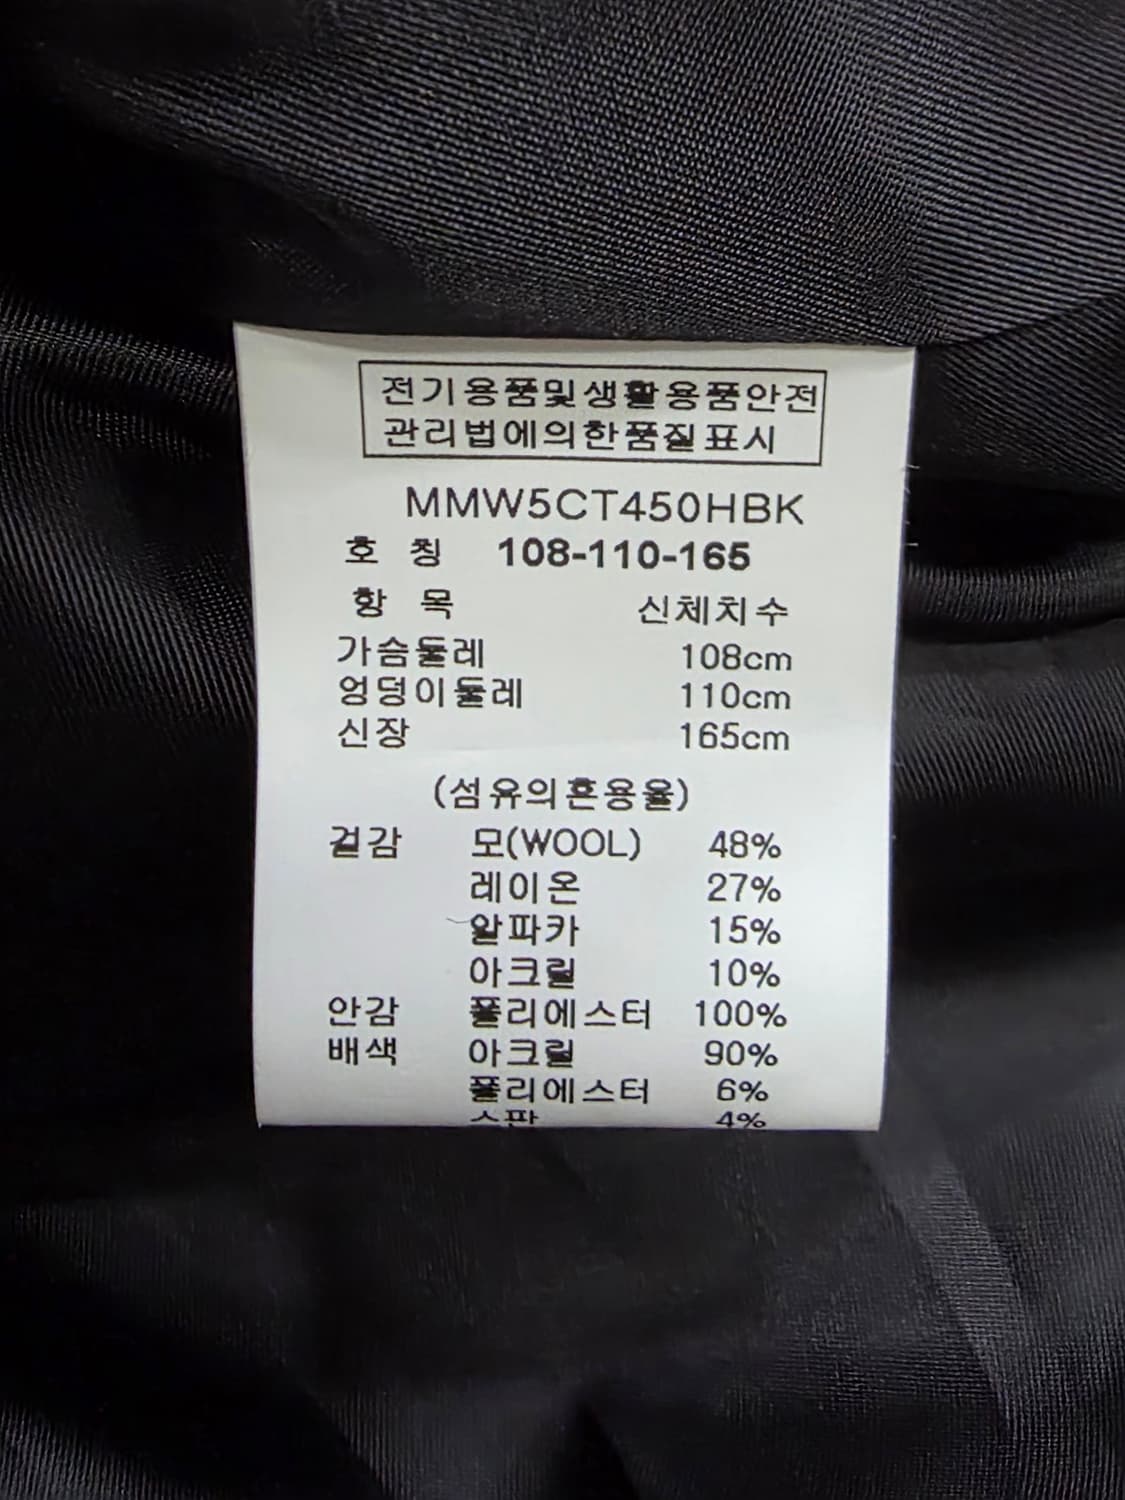 전기용품및생활용품안전
관리법에의한품질표시
MMW5CT450HBK
호 칭 108-110-165
항 목 신체치수
가슴둘레 108cm
엉덩이둘레 110cm
신장 165cm
(섬유의혼용율)
겉감 모(WOOL) 48%
레이온 27%
알파카 15%
아크릴 10%
안감 폴리에스터 100%
배색 아크릴 90%
폴리에스터 6%
스판 4%